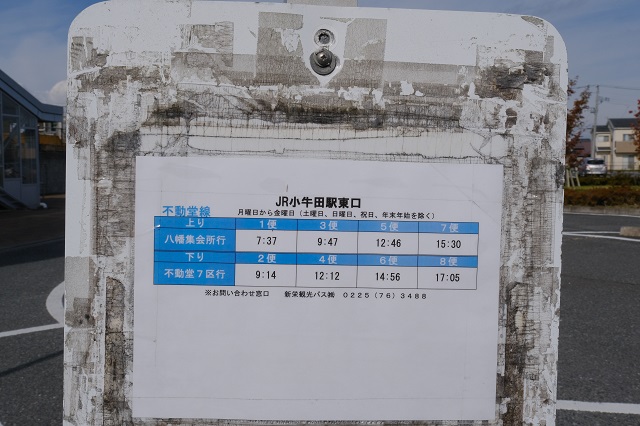 JR小牛田駅東口
不動堂線 月曜日から金曜日（土曜日、日曜日、祝日、年末年始を除く）
上り 1便 3便 5便 7便
八幡集会所行 7:37 9:47 12:46 15:30
下り 2便 4便 6便 8便
不動堂7区行 9:14 12:12 14:56 17:05
※お問い合わせ窓口 新栄観光バス㈱ 0225（76）3488